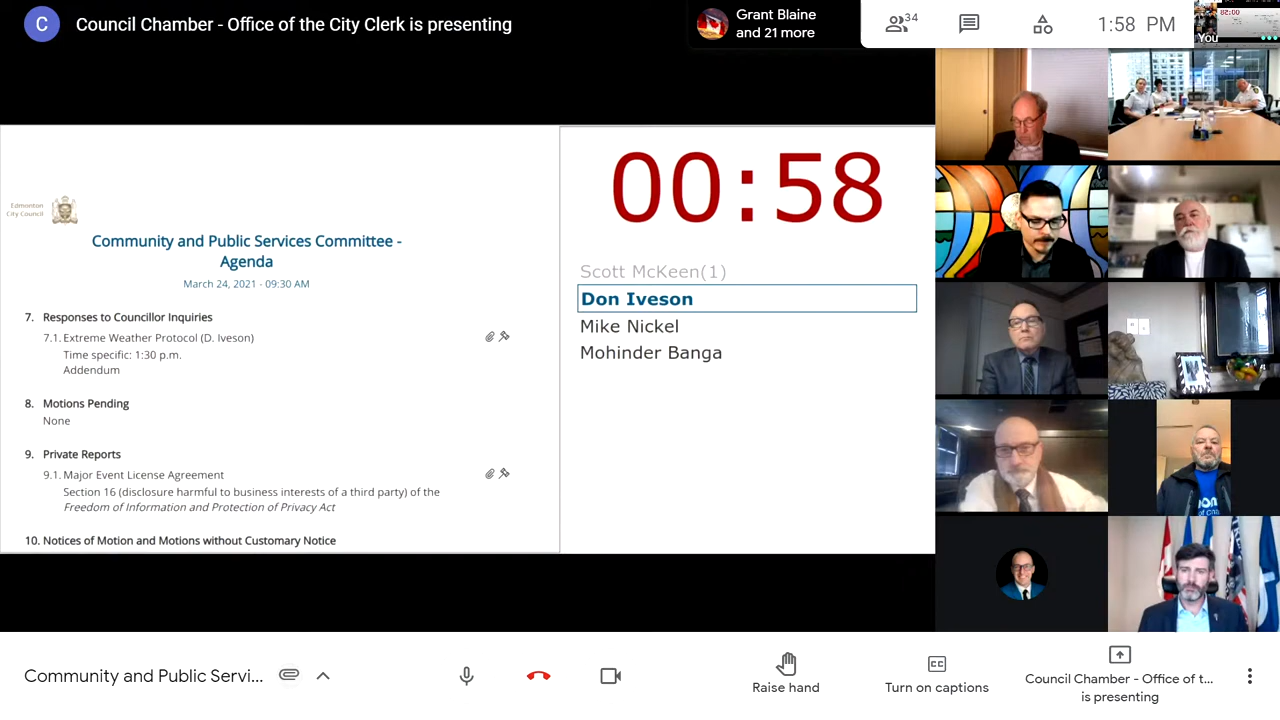 C
Council Chamber - Office of the City Clerk is presenting
Grant Blaine
and 21 more
34
1:58 PM
You
Edmonton
City Council
Community and Public Services Committee -
Agenda
March 24, 2021 - 09:30 AM
7. Responses to Councillor Inquiries
7.1. Extreme Weather Protocol (D. Iveson)
Time specific: 1:30 p.m.
Addendum
8. Motions Pending
None
9. Private Reports
9.1. Major Event License Agreement
Section 16 (disclosure harmful to business interests of a third party) of the
Freedom of Information and Protection of Privacy Act
10. Notices of Motion and Motions without Customary Notice
00:58
Scott McKeen(1)
Don Iveson
Mike Nickel
Mohinder Banga
Community and Public Servi...
Raise hand
Turn on captions
Council Chamber - Office of t...
is presenting